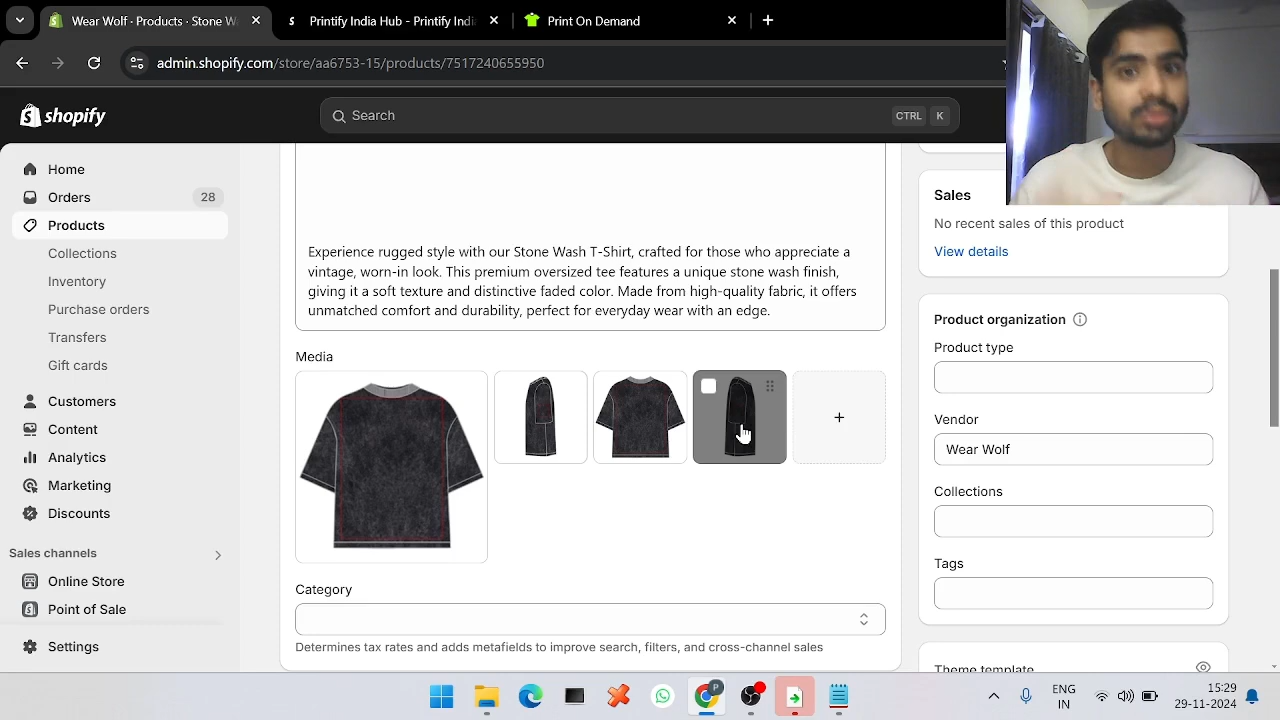 Wear Wolf · Products · Stone W
Printify India Hub - Printify Indi
Print On Demand
admin.shopify.com/store/aa6753-15/products/7517240655950
shopify
Search
CTRL K
Home
Orders 28
Products
Collections
Inventory
Purchase orders
Transfers
Gift cards
Customers
Content
Analytics
Marketing
Discounts
Sales channels
Online Store
Point of Sale
Settings
Experience rugged style with our Stone Wash T-Shirt, crafted for those who appreciate a
vintage, worn-in look. This premium oversized tee features a unique stone wash finish,
giving it a soft texture and distinctive faded color. Made from high-quality fabric, it offers
unmatched comfort and durability, perfect for everyday wear with an edge.
Media
Category
Determines tax rates and adds metafields to improve search, filters, and cross-channel sales
Sales
No recent sales of this product
View details
Product organization
Product type
Vendor
Wear Wolf
Collections
Tags
Theme template
P
ENG
IN
15:29
29-11-2024